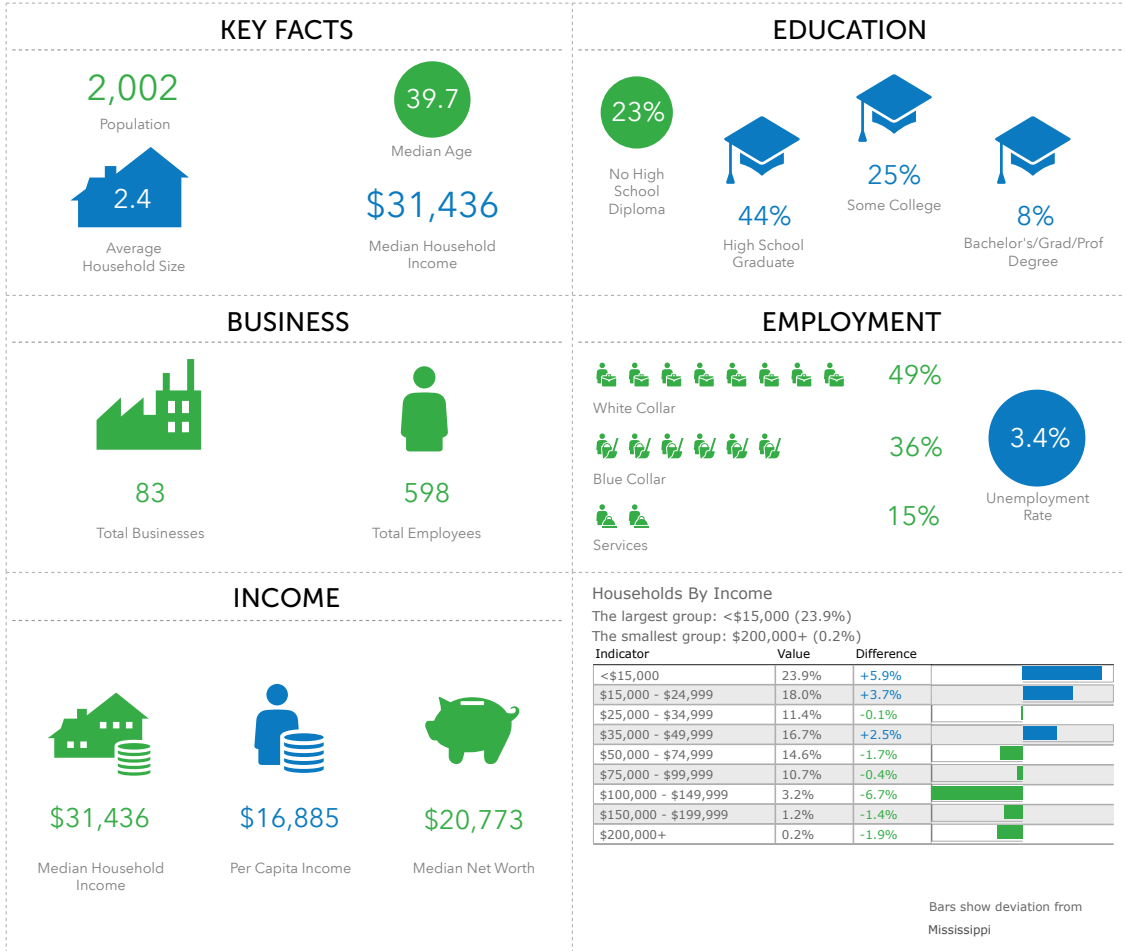 KEY FACTS
2,002
Population
39.7
Median Age
2.4
Average
Household Size
$31,436
Median Household
Income
EDUCATION
23%
No High
School
Diploma
44%
High School
Graduate
25%
Some College
8%
Bachelor's/Grad/Prof
Degree
BUSINESS
83
Total Businesses
598
Total Employees
EMPLOYMENT
49%
White Collar
36%
Blue Collar
15%
Services
3.4%
Unemployment
Rate
INCOME
$31,436
Median Household
Income
$16,885
Per Capita Income
$20,773
Median Net Worth
Households By Income
The largest group: <$15,000 (23.9%)
The smallest group: $200,000+ (0.2%)
Indicator Value Difference
<$15,000 23.9% +5.9%
$15,000 - $24,999 18.0% +3.7%
$25,000 - $34,999 11.4% -0.1%
$35,000 - $49,999 16.7% +2.5%
$50,000 - $74,999 14.6% -1.7%
$75,000 - $99,999 10.7% -0.4%
$100,000 - $149,999 3.2% -6.7%
$150,000 - $199,999 1.2% -1.4%
$200,000+ 0.2% -1.9%
Bars show deviation from
Mississippi